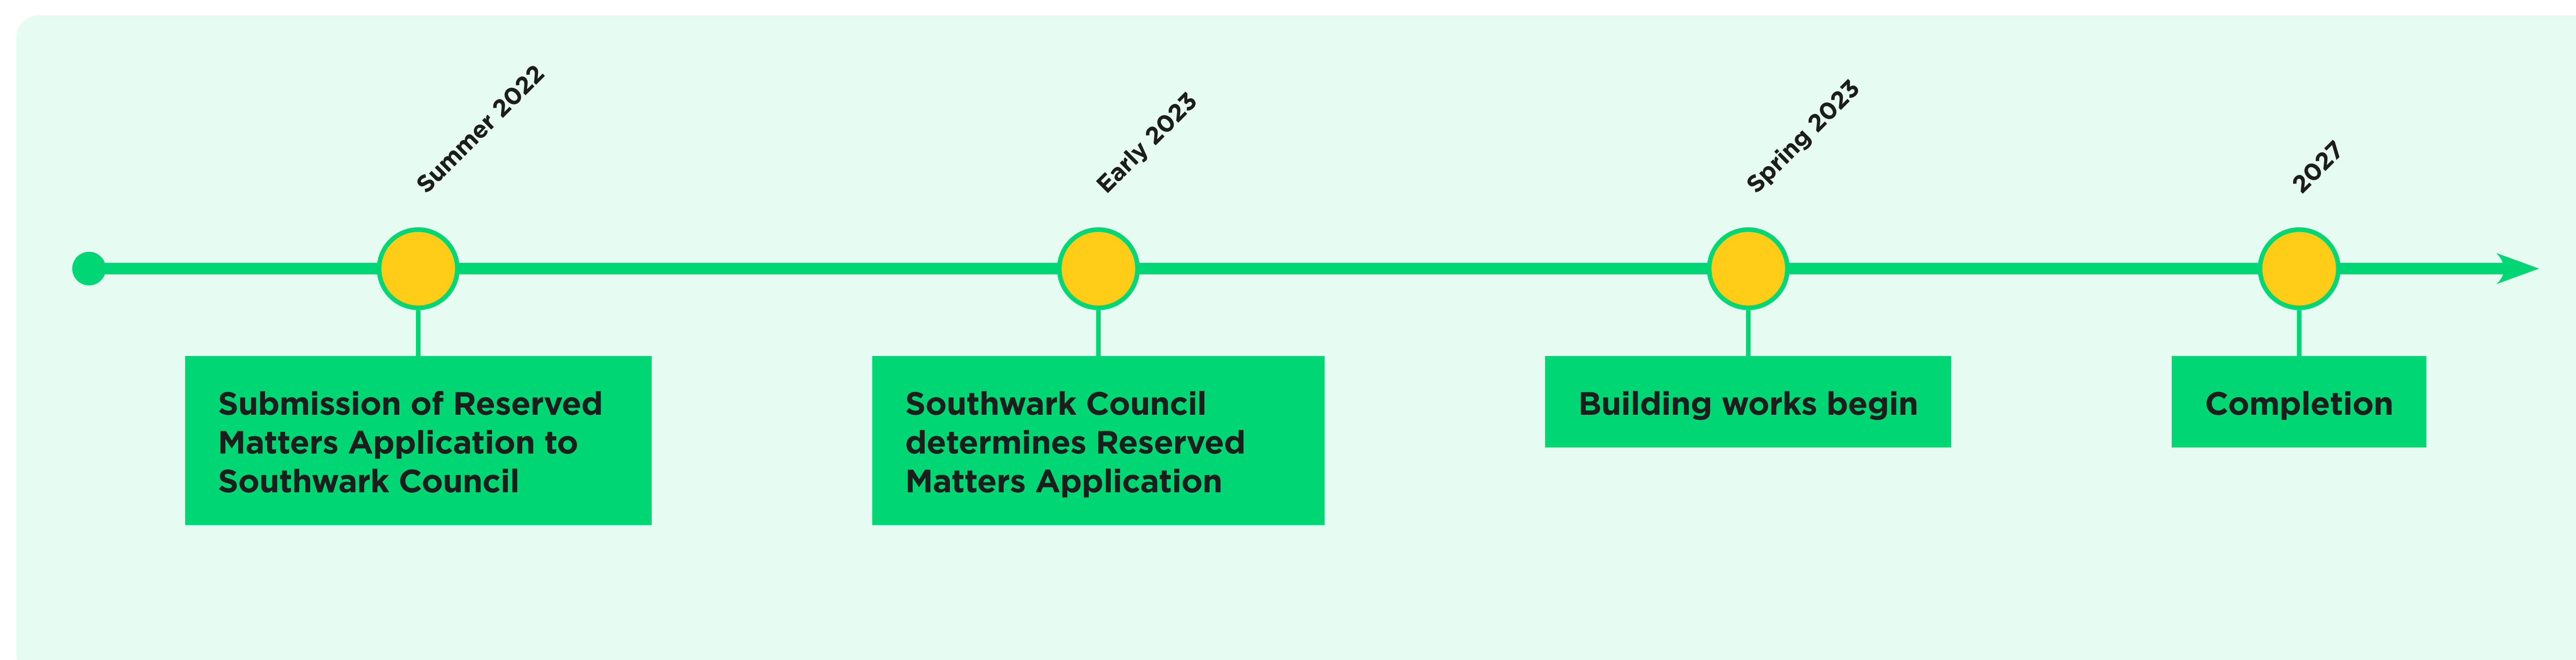 Summer 2022
Early 2023
Spring 2023
2027
Submission of Reserved
Matters Application to
Southwark Council
Southwark Council
determines Reserved
Matters Application
Building works begin
Completion